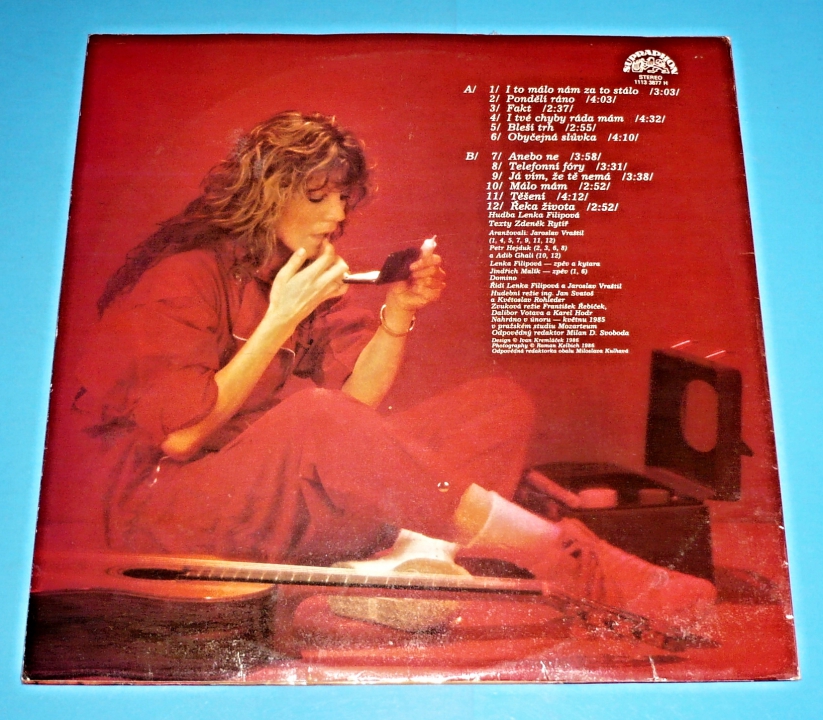 SUPRAPHON
STEREO
1113 3877 H
A/ 1/ I to málo nám za to stálo /3:03/
2/ Pondělí ráno /4:03/
3/ Fakt /2:37/
4/ I tvé chyby ráda mám /4:32/
5/ Bleší trh /2:55/
6/ Obyčejná slůvka /4:10/
B/ 7/ Anebo ne /3:58/
8/ Telefonní fóry /3:31/
9/ Já vím, že tě nemá /3:38/
10/ Málo mám /2:52/
11/ Těšení /4:12/
12/ Řeka života /2:52/
Hudba Lenka Filipová
Texty Zdeněk Rytíř
Aranžovali: Jaroslav Vraštil
(1, 4, 5, 7, 9, 11, 12)
Petr Hejduk (2, 3, 6, 8)
a Adib Ghali (10, 12)
Lenka Filipová — zpěv a kytara
Jindřich Malík — zpěv (1, 6)
Domino
Řídí Lenka Filipová a Jaroslav Vraštil
Hudební režie ing. Jan Svatoš
a Květoslav Rohleder
Zvuková režie František Řebíček,
Dalibor Votava a Karel Hodr
Nahráno v únoru — květnu 1985
v pražském studiu Mozarteum
Odpovědný redaktor Milan D. Svoboda
Design © Ivan Kremláček 1986
Photography © Roman Kelbich 1986
Odpovědná redaktorka obalu Miloslava Kulhavá